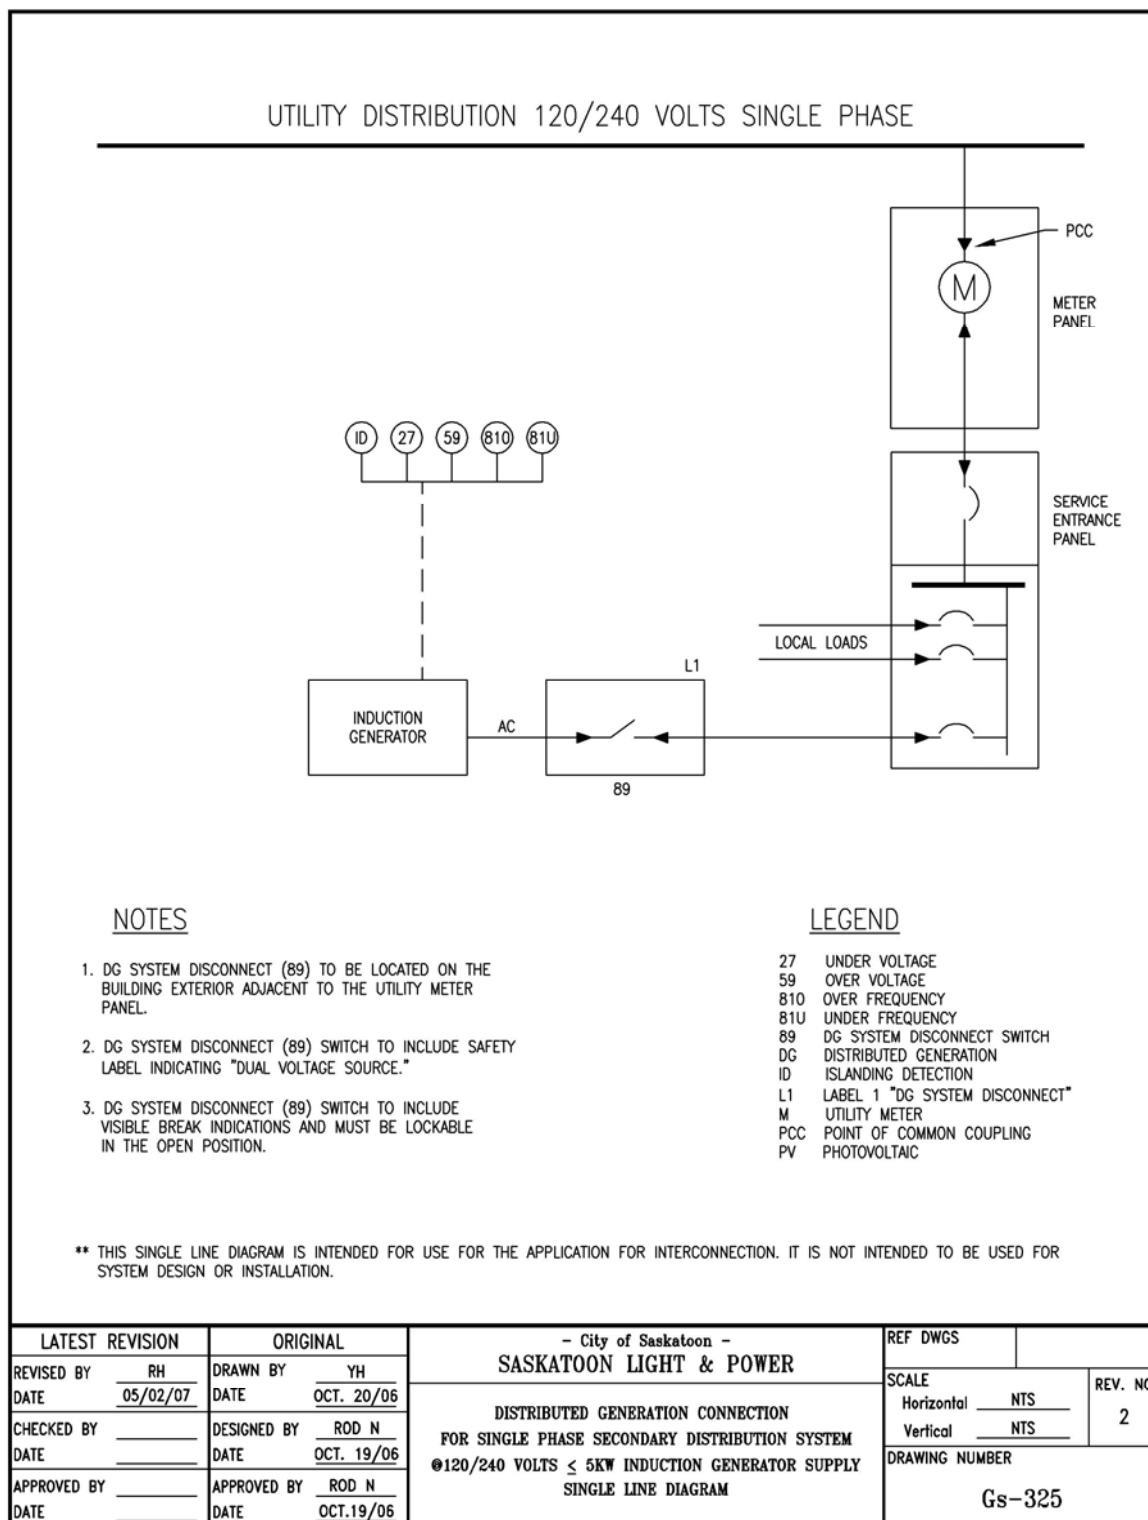 UTILITY DISTRIBUTION 120/240 VOLTS SINGLE PHASE
PCC
M
METER
PANEL
ID 27 59 810 81U
SERVICE
ENTRANCE
PANEL
LOCAL LOADS
L1
INDUCTION
GENERATOR
AC
89
NOTES
1. DG SYSTEM DISCONNECT (89) TO BE LOCATED ON THE
BUILDING EXTERIOR ADJACENT TO THE UTILITY METER
PANEL.
2. DG SYSTEM DISCONNECT (89) SWITCH TO INCLUDE SAFETY
LABEL INDICATING "DUAL VOLTAGE SOURCE."
3. DG SYSTEM DISCONNECT (89) SWITCH TO INCLUDE
VISIBLE BREAK INDICATIONS AND MUST BE LOCKABLE
IN THE OPEN POSITION.
LEGEND
27 UNDER VOLTAGE
59 OVER VOLTAGE
810 OVER FREQUENCY
81U UNDER FREQUENCY
89 DG SYSTEM DISCONNECT SWITCH
DG DISTRIBUTED GENERATION
ID ISLANDING DETECTION
L1 LABEL 1 "DG SYSTEM DISCONNECT"
M UTILITY METER
PCC POINT OF COMMON COUPLING
PV PHOTOVOLTAIC
** THIS SINGLE LINE DIAGRAM IS INTENDED FOR USE FOR THE APPLICATION FOR INTERCONNECTION. IT IS NOT INTENDED TO BE USED FOR
SYSTEM DESIGN OR INSTALLATION.
LATEST REVISION
REVISED BY RH
DATE 05/02/07
CHECKED BY
DATE
APPROVED BY
DATE
ORIGINAL
DRAWN BY YH
DATE OCT. 20/06
DESIGNED BY ROD N
DATE OCT. 19/06
APPROVED BY ROD N
DATE OCT.19/06
- City of Saskatoon -
SASKATOON LIGHT & POWER
DISTRIBUTED GENERATION CONNECTION
FOR SINGLE PHASE SECONDARY DISTRIBUTION SYSTEM
@120/240 VOLTS ≤ 5KW INDUCTION GENERATOR SUPPLY
SINGLE LINE DIAGRAM
REF DWGS
SCALE
Horizontal NTS
Vertical NTS
REV. NO
2
DRAWING NUMBER
Gs-325